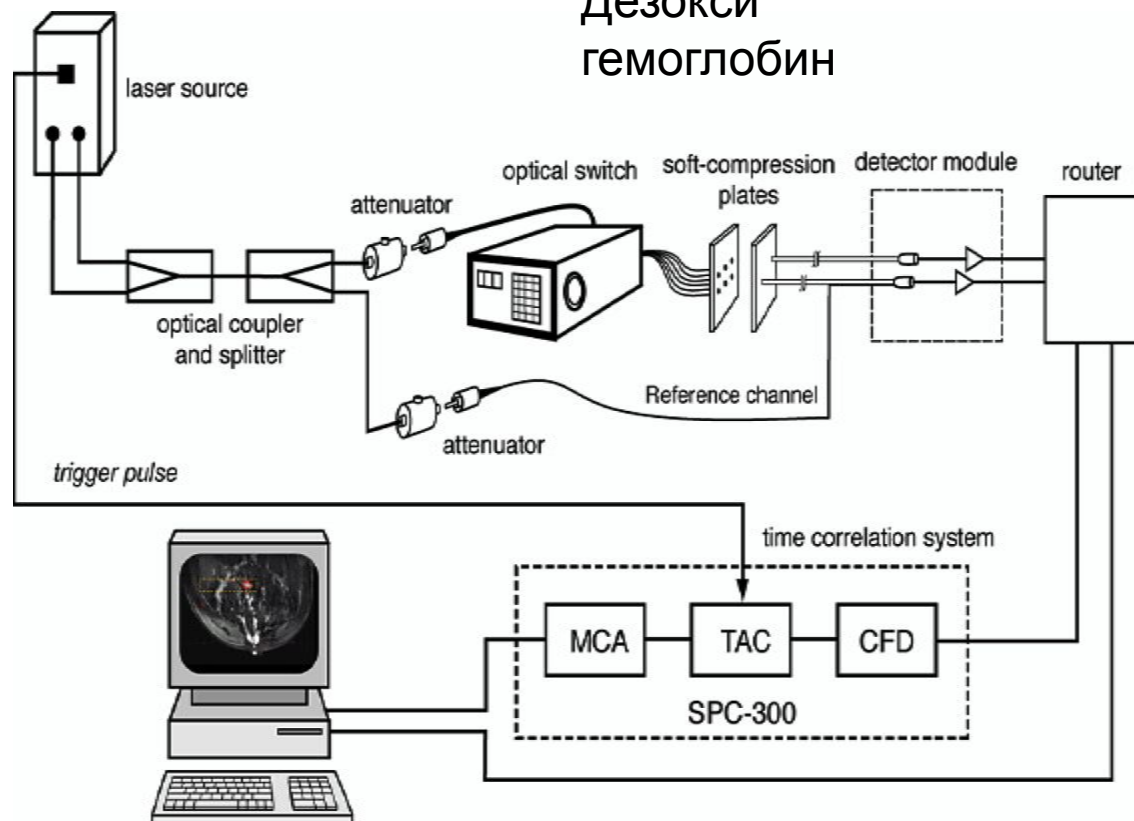 Дезокси
гемоглобин
laser source
optical switch
soft-compression
plates
detector module
router
attenuator
optical coupler
and splitter
Reference channel
attenuator
trigger pulse
time correlation system
MCA
TAC
CFD
SPC-300